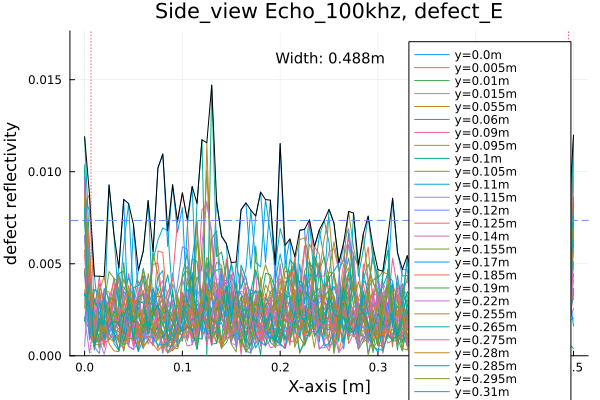 Side_view Echo_100khz, defect_E
Width: 0.488m
defect reflectivity
0.015
0.010
0.005
0.000
0.0
0.1
0.2
0.3
.5
X-axis [m]
y=0.0m
y=0.005m
y=0.01m
y=0.015m
y=0.055m
y=0.06m
y=0.09m
y=0.095m
y=0.1m
y=0.105m
y=0.11m
y=0.115m
y=0.12m
y=0.125m
y=0.14m
y=0.155m
y=0.17m
y=0.185m
y=0.19m
y=0.22m
y=0.255m
y=0.265m
y=0.275m
y=0.28m
y=0.285m
y=0.295m
y=0.31m